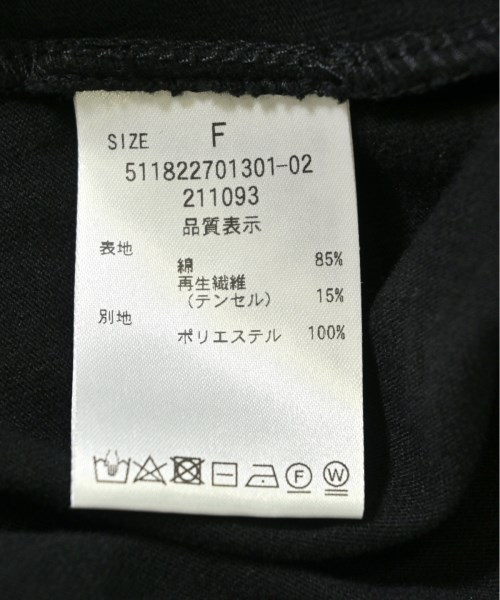 SIZE F
511822701301-02
211093
品質表示
表地
綿 85%
再生繊維
(テンセル) 15%
別地
ポリエステル 100%
F W